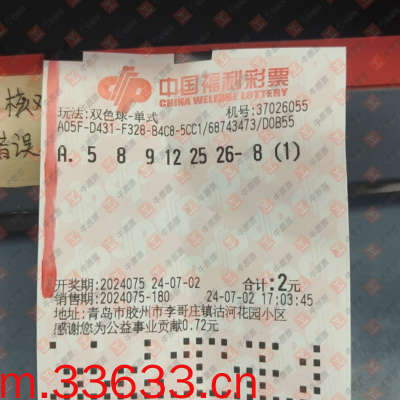 中国福利彩票
CHINA WELFARE LOTTERY
玩法:双色球-单式 机号:37026055
A05F-D431-F328-84C8-5CC1/68743473/D0B55
A. 5 8 9 12 25 26- 8 (1)
开奖期:2024075 24-07-02 合计:2元
销售期:2024075-180 24-07-02 17:03:45
地址:青岛市胶州市李哥庄镇沽河花园小区
感谢您为公益事业贡献0.72元
m.33633.cn